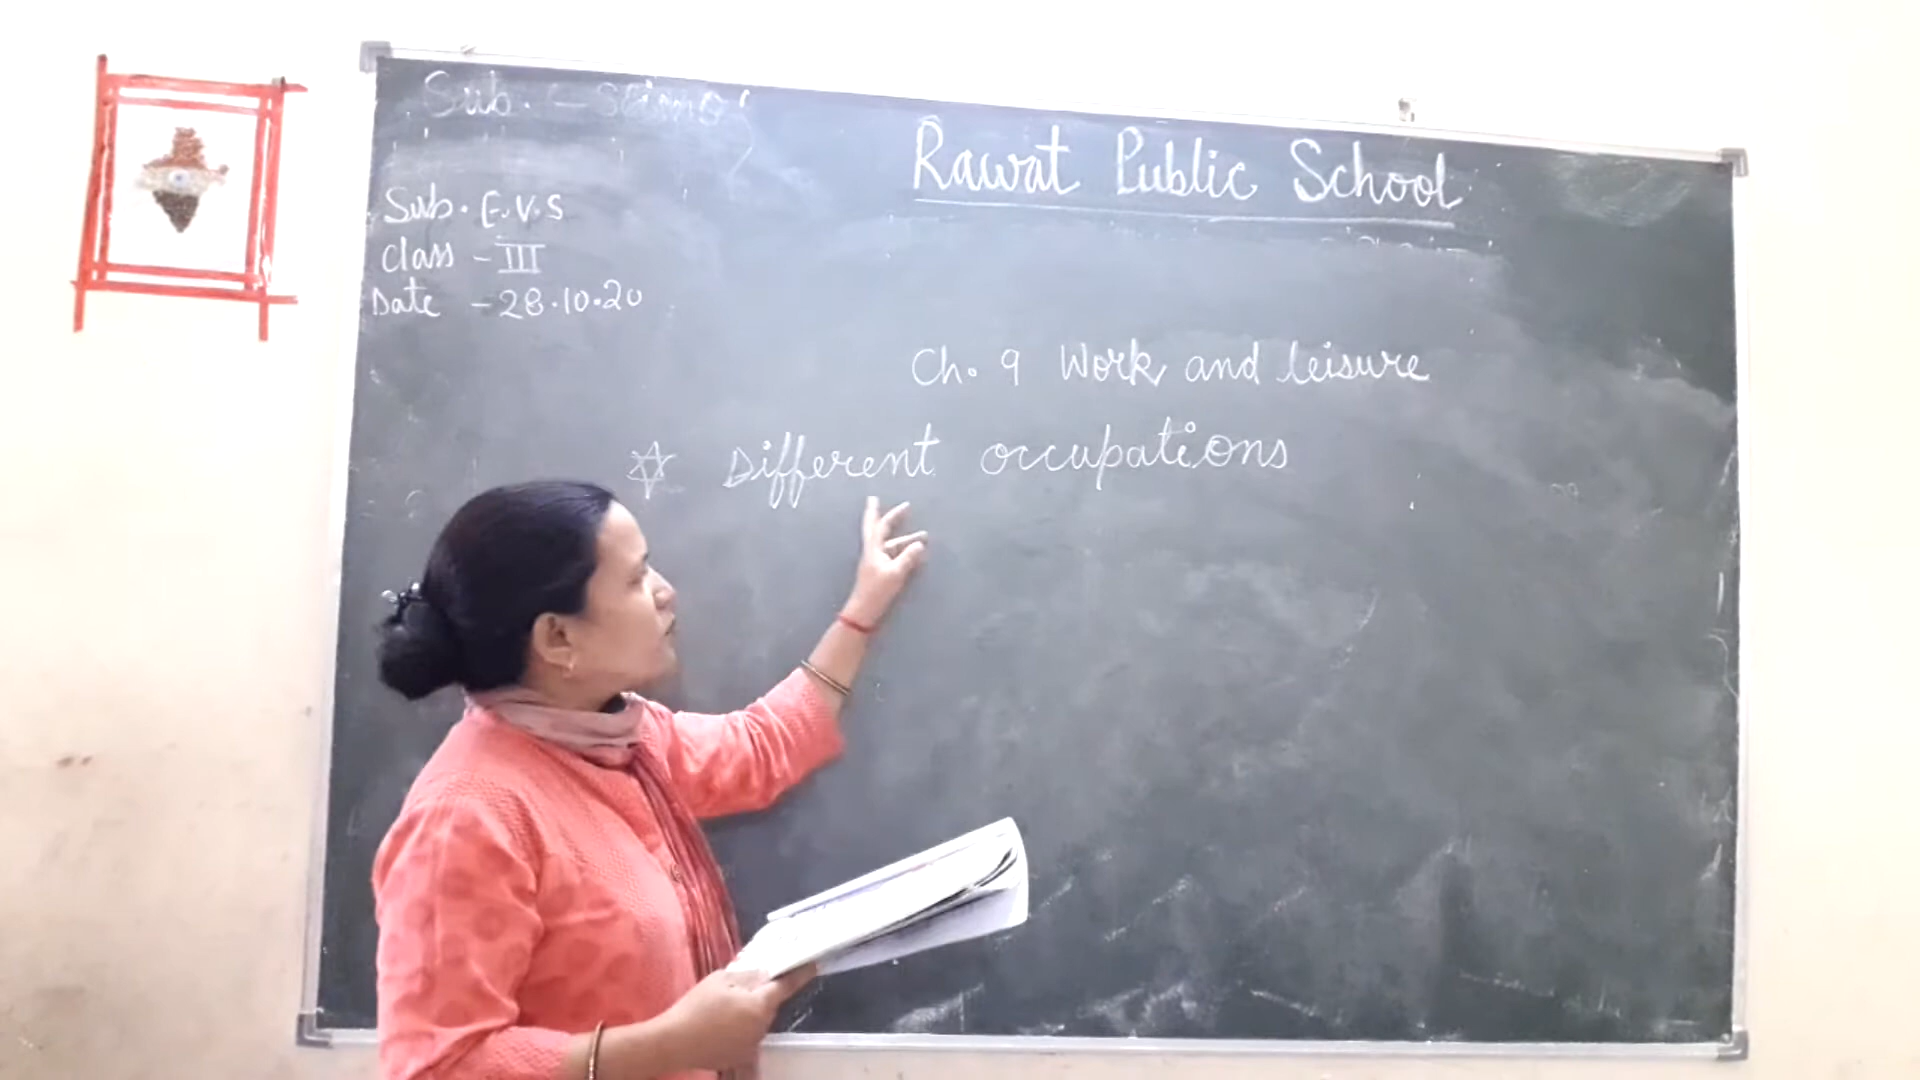 Rawat Public School
Sub. E.V.S
Class - III
Date - 28.10.20
Ch. 9 Work and leisure
Different occupations